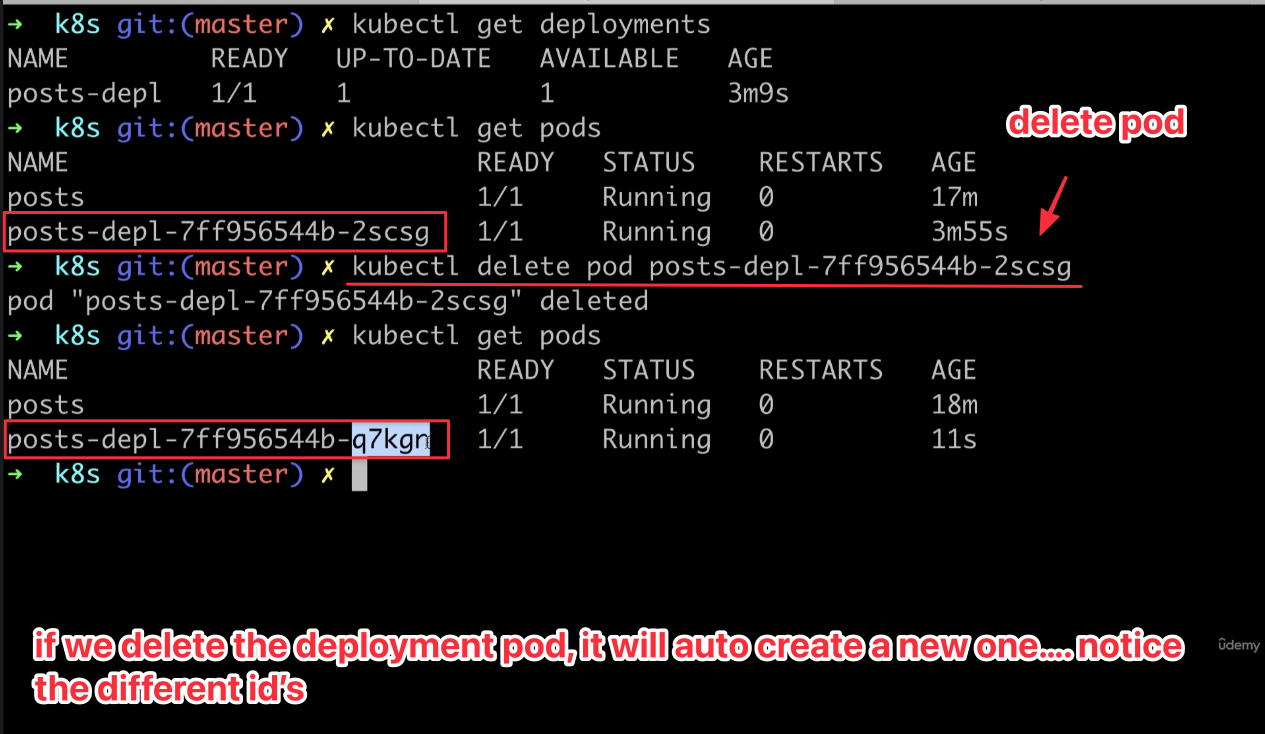 → k8s git:(master) ✗ kubectl get deployments
NAME READY UP-TO-DATE AVAILABLE AGE
posts-depl 1/1 1 1 3m9s
→ k8s git:(master) ✗ kubectl get pods
delete pod
NAME READY STATUS RESTARTS AGE
posts 1/1 Running 0 17m
posts-depl-7ff956544b-2scsg 1/1 Running 0 3m55s
→ k8s git:(master) ✗ kubectl delete pod posts-depl-7ff956544b-2scsg
pod "posts-depl-7ff956544b-2scsg" deleted
→ k8s git:(master) ✗ kubectl get pods
NAME READY STATUS RESTARTS AGE
posts 1/1 Running 0 18m
posts-depl-7ff956544b-q7kgn 1/1 Running 0 11s
→ k8s git:(master) ✗
if we delete the deployment pod, it will auto create a new one.... notice
the different id's
ûdemy